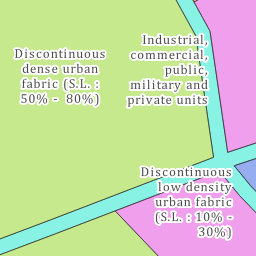 Discontinuous
dense urban
fabric (S.L. :
50% -  80%)
Industrial,
commercial,
public,
military and
private units
Discontinuous
low density
urban fabric
(S.L. : 10% -
30%)